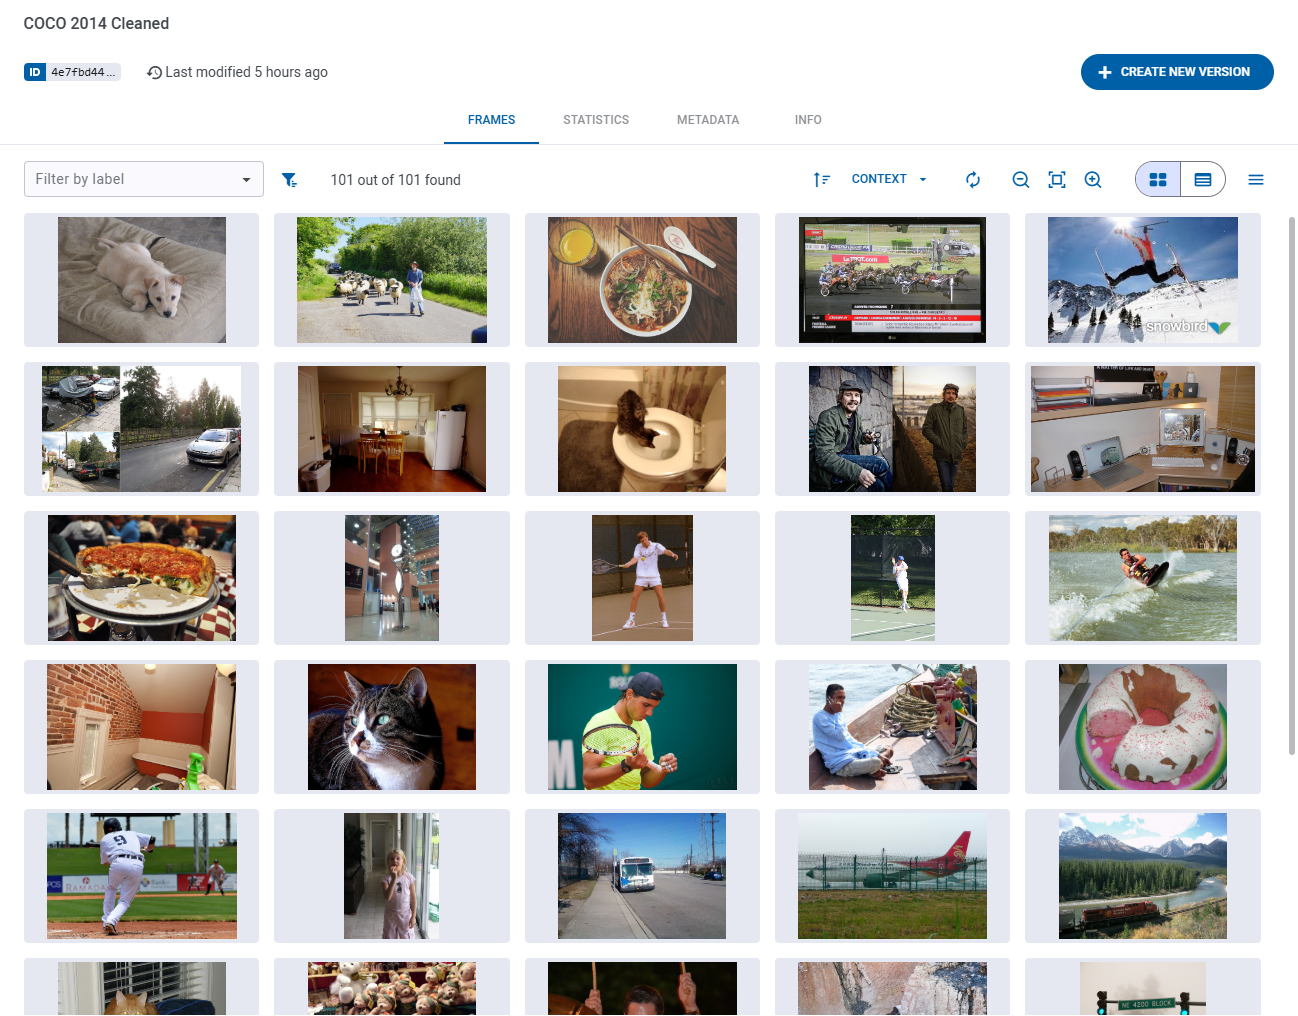 COCO 2014 Cleaned
ID 4e7fbd44...
Last modified 5 hours ago
CREATE NEW VERSION
FRAMES
STATISTICS
METADATA
INFO
Filter by label
101 out of 101 found
CONTEXT
snowbird
9
RAMADA
NE 4200 BLOCK